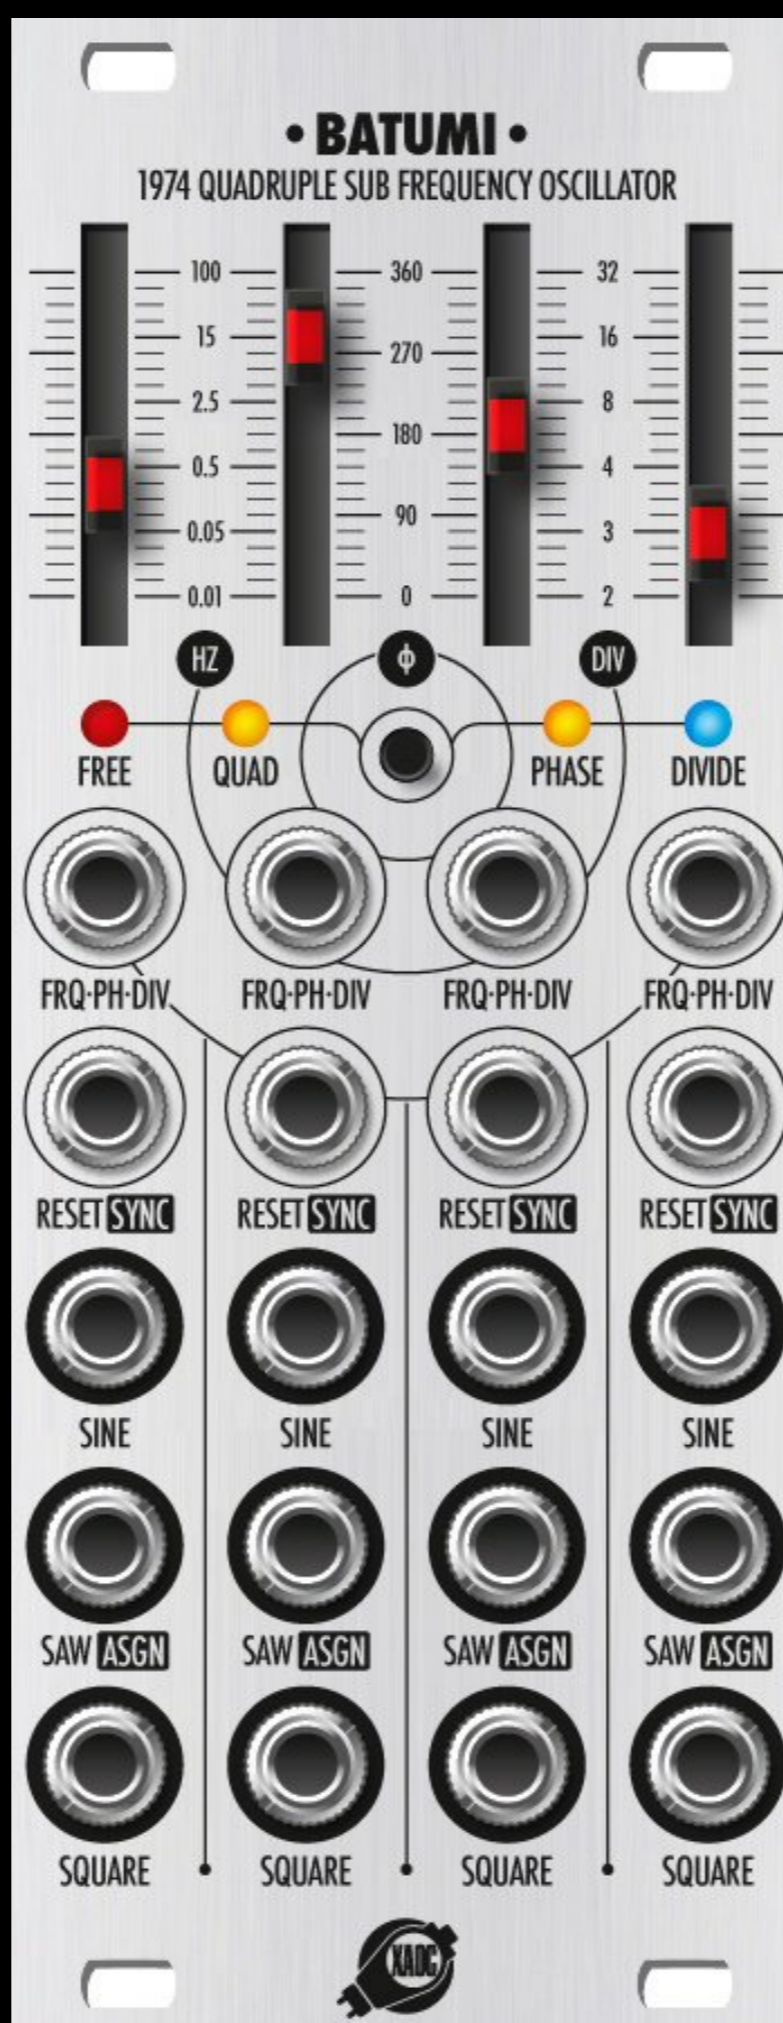 • BATUMI •
1974 QUADRUPLE SUB FREQUENCY OSCILLATOR
100 360 32
15 270 16
2.5 180 8
0.5 90 4
0.05 0 3
0.01 2
HZ Φ DIV
FREE QUAD PHASE DIVIDE
FRQ·PH·DIV FRQ·PH·DIV FRQ·PH·DIV FRQ·PH·DIV
RESET SYNC RESET SYNC RESET SYNC RESET SYNC
SINE SINE SINE SINE
SAW ASGN SAW ASGN SAW ASGN SAW ASGN
SQUARE SQUARE SQUARE SQUARE
XAOC